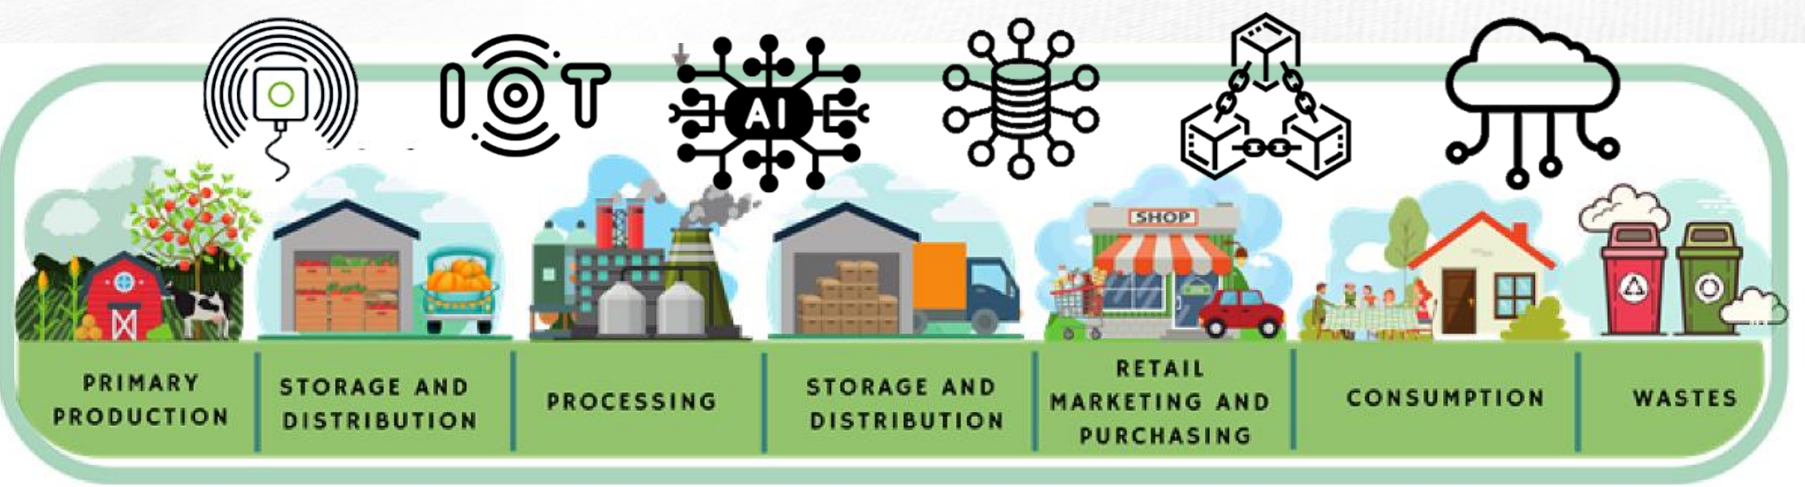 IOT
AI
SHOP
PRIMARY
PRODUCTION
STORAGE AND
DISTRIBUTION
PROCESSING
STORAGE AND
DISTRIBUTION
RETAIL
MARKETING AND
PURCHASING
CONSUMPTION
WASTES